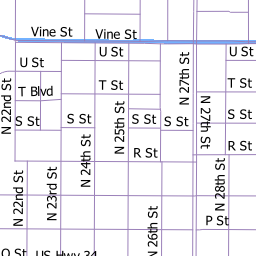 Vine St
Vine St
U St
U St
U St
T Blvd
T St
T St
N 27th St
N 22nd St
S St
S St
S St
S St
S St
N 25th St
N 27th St
R St
R St
N 24th St
N 22nd St
N 23rd St
N 28th St
N 26th St
P St
O St
US Hwy 34